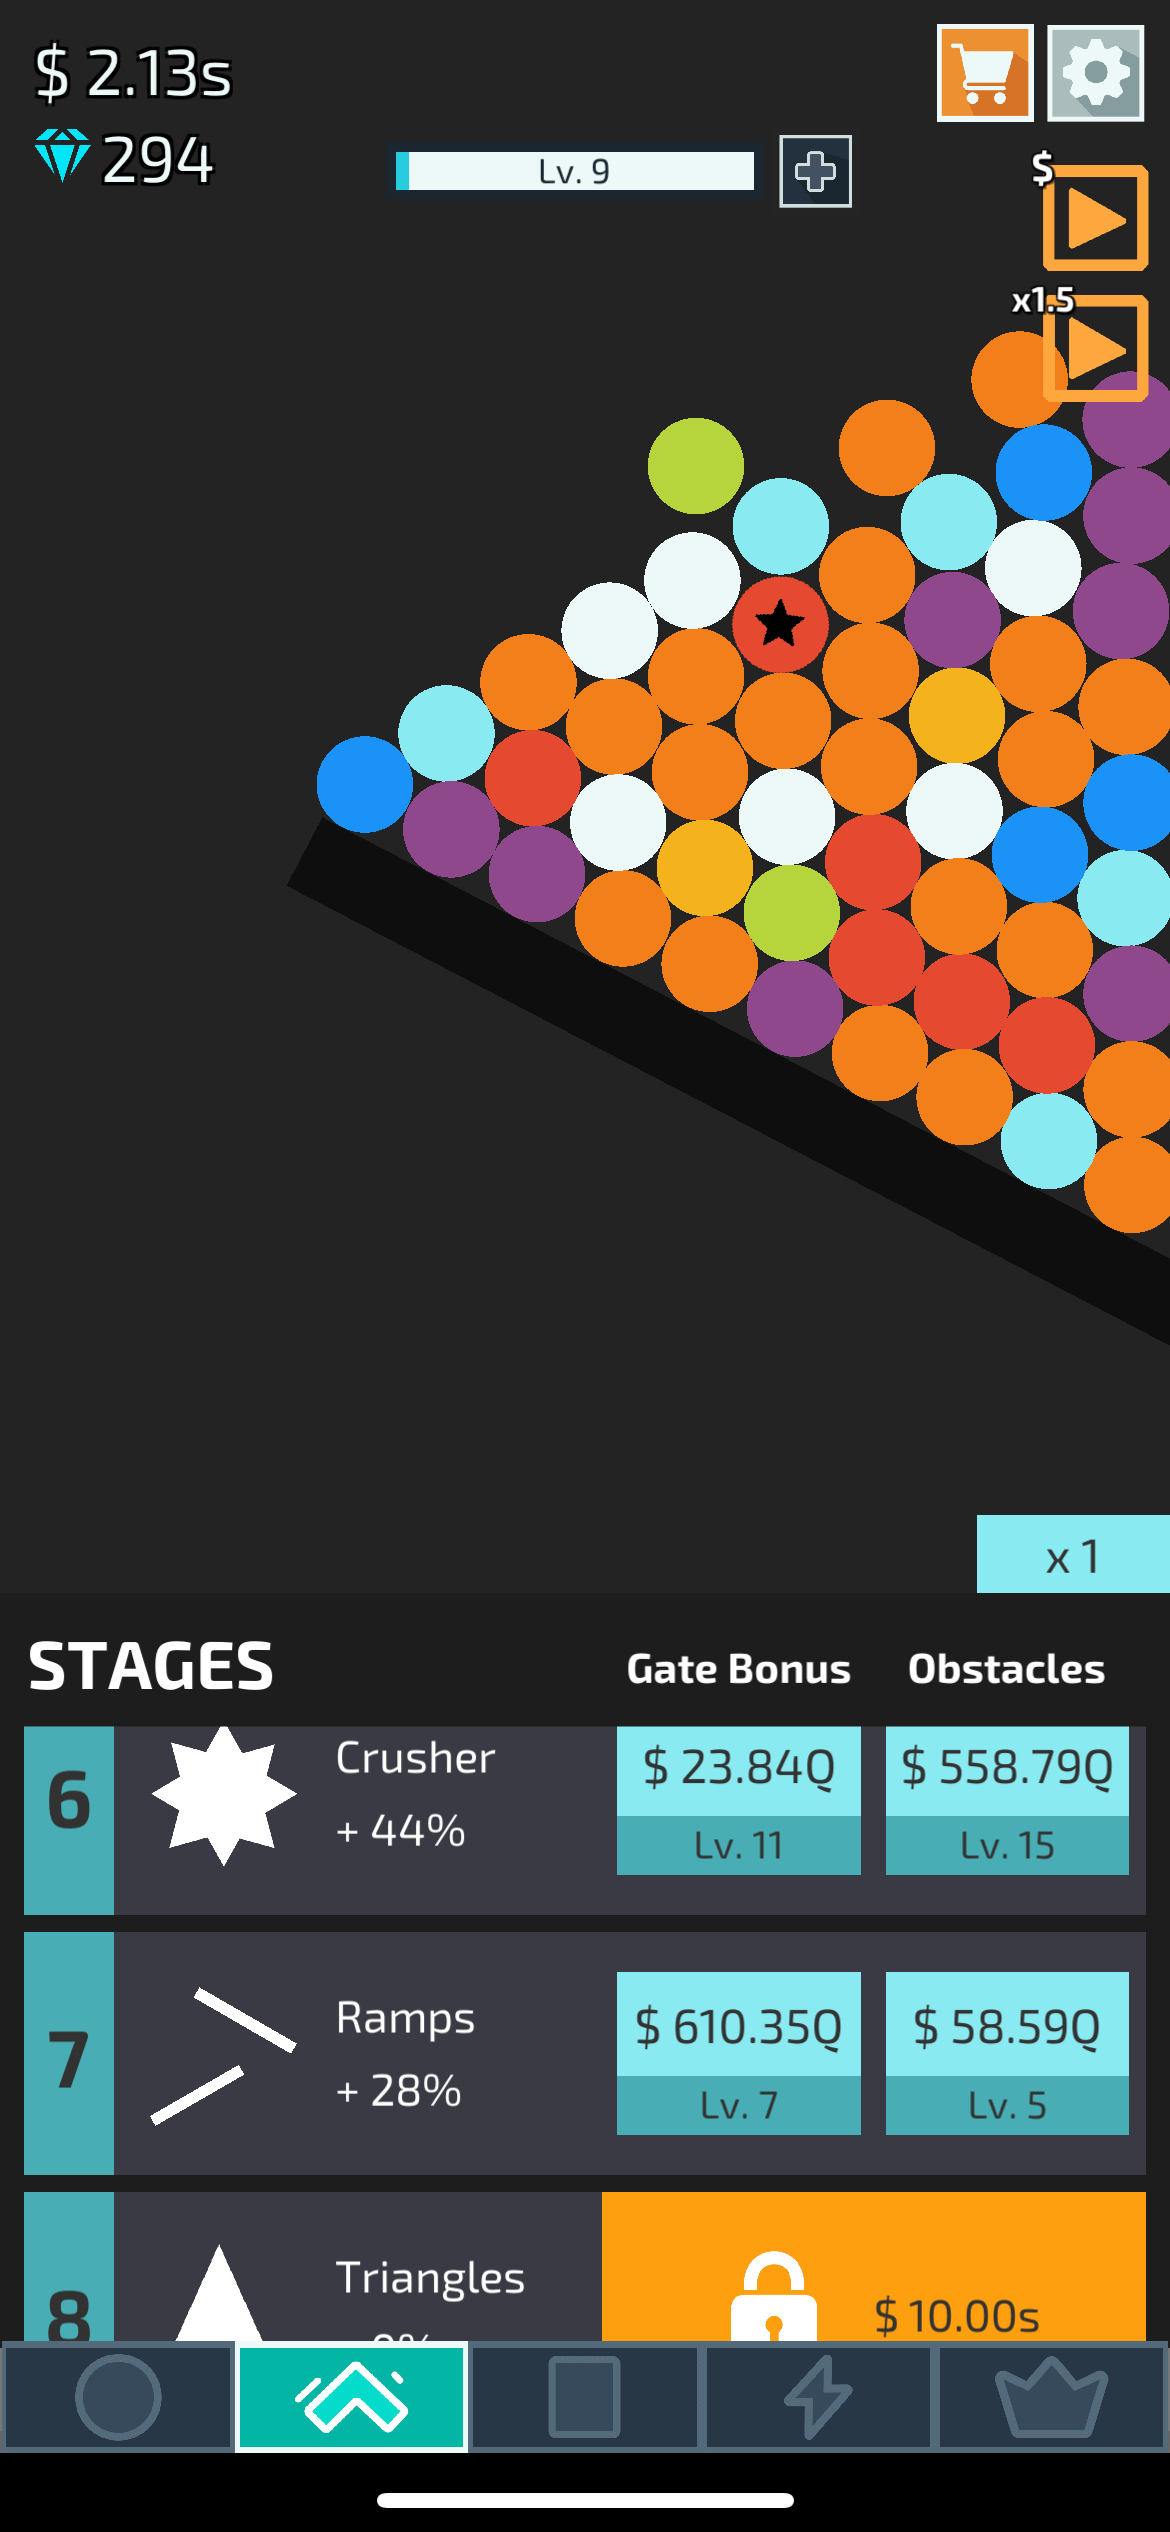 $ 2.13s
294
Lv. 9
$
x1.5
x 1
STAGES Gate Bonus Obstacles
6 Crusher $ 23.84Q $ 558.79Q
+ 44% Lv. 11 Lv. 15
7 Ramps $ 610.35Q $ 58.59Q
+ 28% Lv. 7 Lv. 5
8 Triangles $ 10.00s